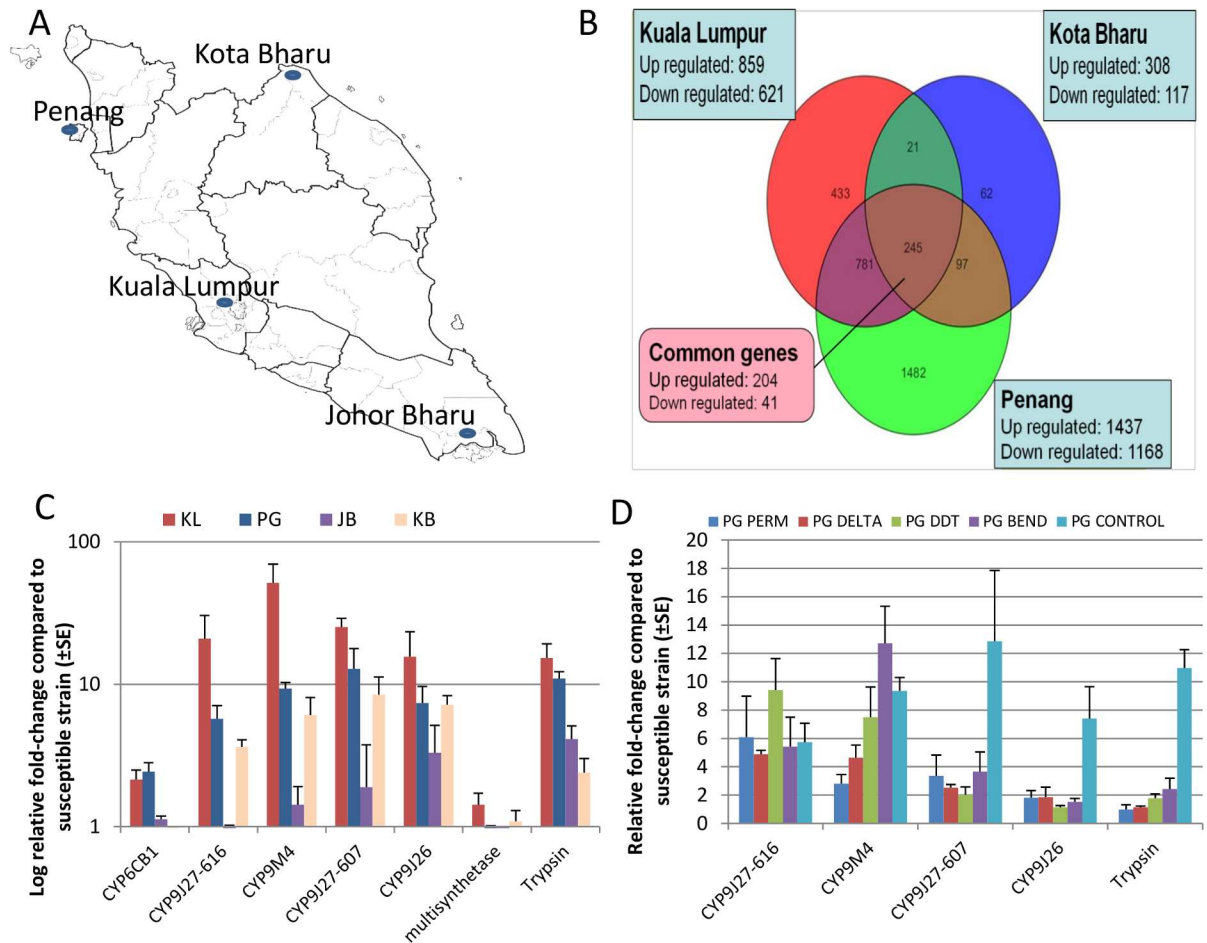 A
Kota Bharu
Penang
Kuala Lumpur
Johor Bharu
B
Kuala Lumpur
Up regulated: 859
Down regulated: 621
Kota Bharu
Up regulated: 308
Down regulated: 117
21
433
62
245
781
97
1482
Common genes
Up regulated: 204
Down regulated: 41
Penang
Up regulated: 1437
Down regulated: 1168
C
KL PG JB KB
Log relative fold-change compared to
susceptible strain (±SE)
100
10
1
CYP6CB1
CYP9J27-616
CYP9M4
CYP9J27-607
CYP9J26
multisynthetase
Trypsin
D
PG PERM PG DELTA PG DDT PG BEND PG CONTROL
Relative fold-change compared to
susceptible strain (±SE)
20
18
16
14
12
10
8
6
4
2
0
CYP9J27-616
CYP9M4
CYP9J27-607
CYP9J26
Trypsin